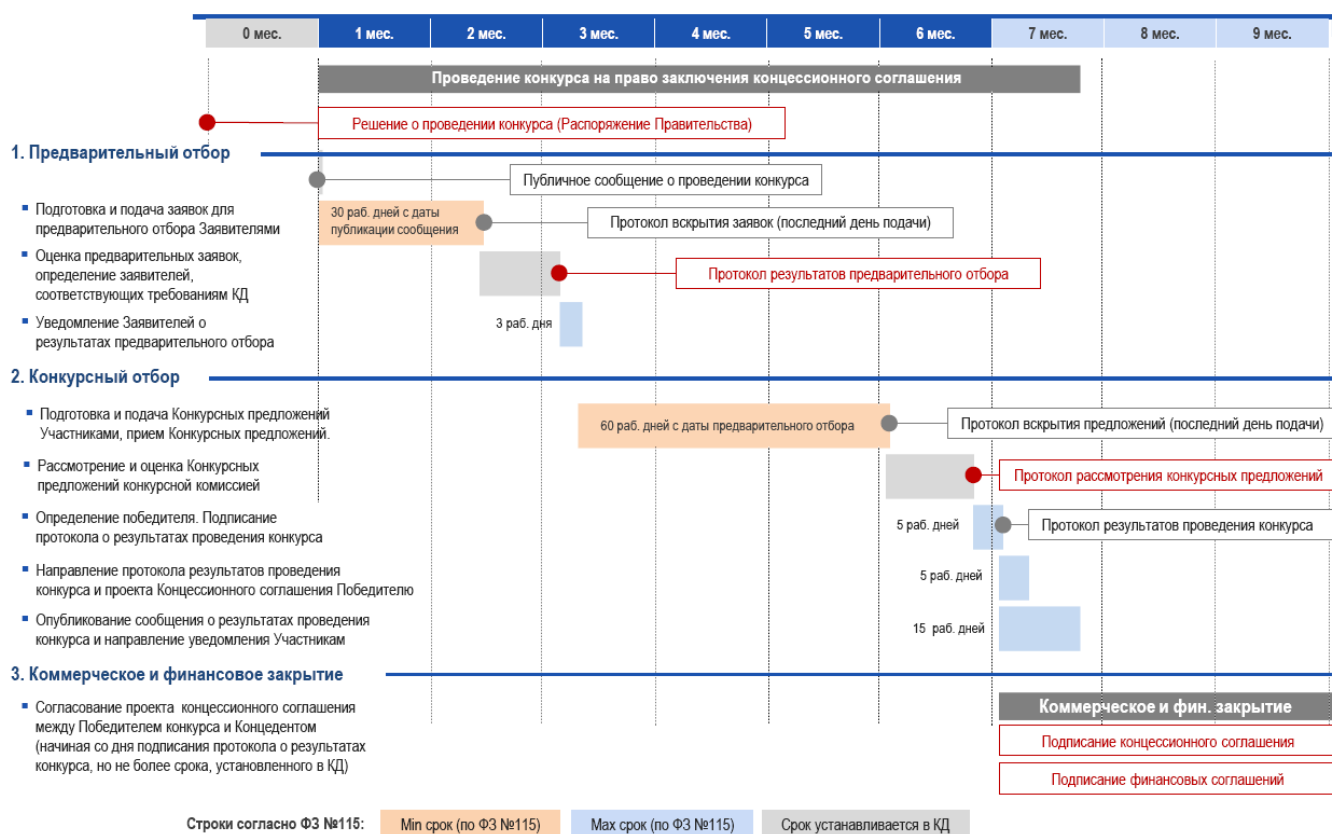 0 мес.
1 мес.
2 мес.
3 мес.
4 мес.
5 мес.
6 мес.
7 мес.
8 мес.
9 мес.
Проведение конкурса на право заключения концессионного соглашения
Решение о проведении конкурса (Распоряжение Правительства)
1. Предварительный отбор
Публичное сообщение о проведении конкурса
Подготовка и подача заявок для
предварительного отбора Заявителями
30 раб. дней с даты
публикации сообщения
Протокол вскрытия заявок (последний день подачи)
Оценка предварительных заявок,
определение заявителей,
соответствующих требованиям КД
Протокол результатов предварительного отбора
Уведомление Заявителей о
результатах предварительного отбора
3 раб. дня
2. Конкурсный отбор
Подготовка и подача Конкурсных предложений
Участниками, прием Конкурсных предложений.
60 раб. дней с даты предварительного отбора
Протокол вскрытия предложений (последний день подачи)
Рассмотрение и оценка Конкурсных
предложений конкурсной комиссией
Протокол рассмотрения конкурсных предложений
Определение победителя. Подписание
протокола о результатах проведения конкурса
5 раб. дней
Протокол результатов проведения конкурса
Направление протокола результатов проведения
конкурса и проекта Концессионного соглашения Победителю
5 раб. дней
Опубликование сообщения о результатах проведения
конкурса и направление уведомления Участникам
15 раб. дней
3. Коммерческое и финансовое закрытие
Согласование проекта концессионного соглашения
между Победителем конкурса и Концедентом
(начиная со дня подписания протокола о результатах
конкурса, но не более срока, установленного в КД)
Коммерческое и фин. закрытие
Подписание концессионного соглашения
Подписание финансовых соглашений
Строки согласно ФЗ №115:
Min срок (по ФЗ №115)
Max срок (по ФЗ №115)
Срок устанавливается в КД